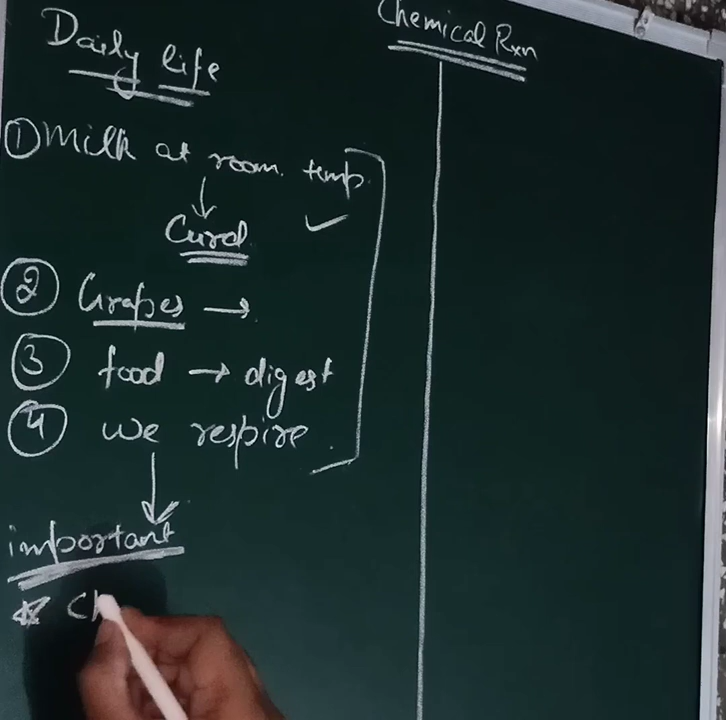 Daily life
① Milk at room temp.
↓
Curd
② Grapes →
③ food → digest
④ we respire
↓
important
☆ Ch
Chemical Rxn